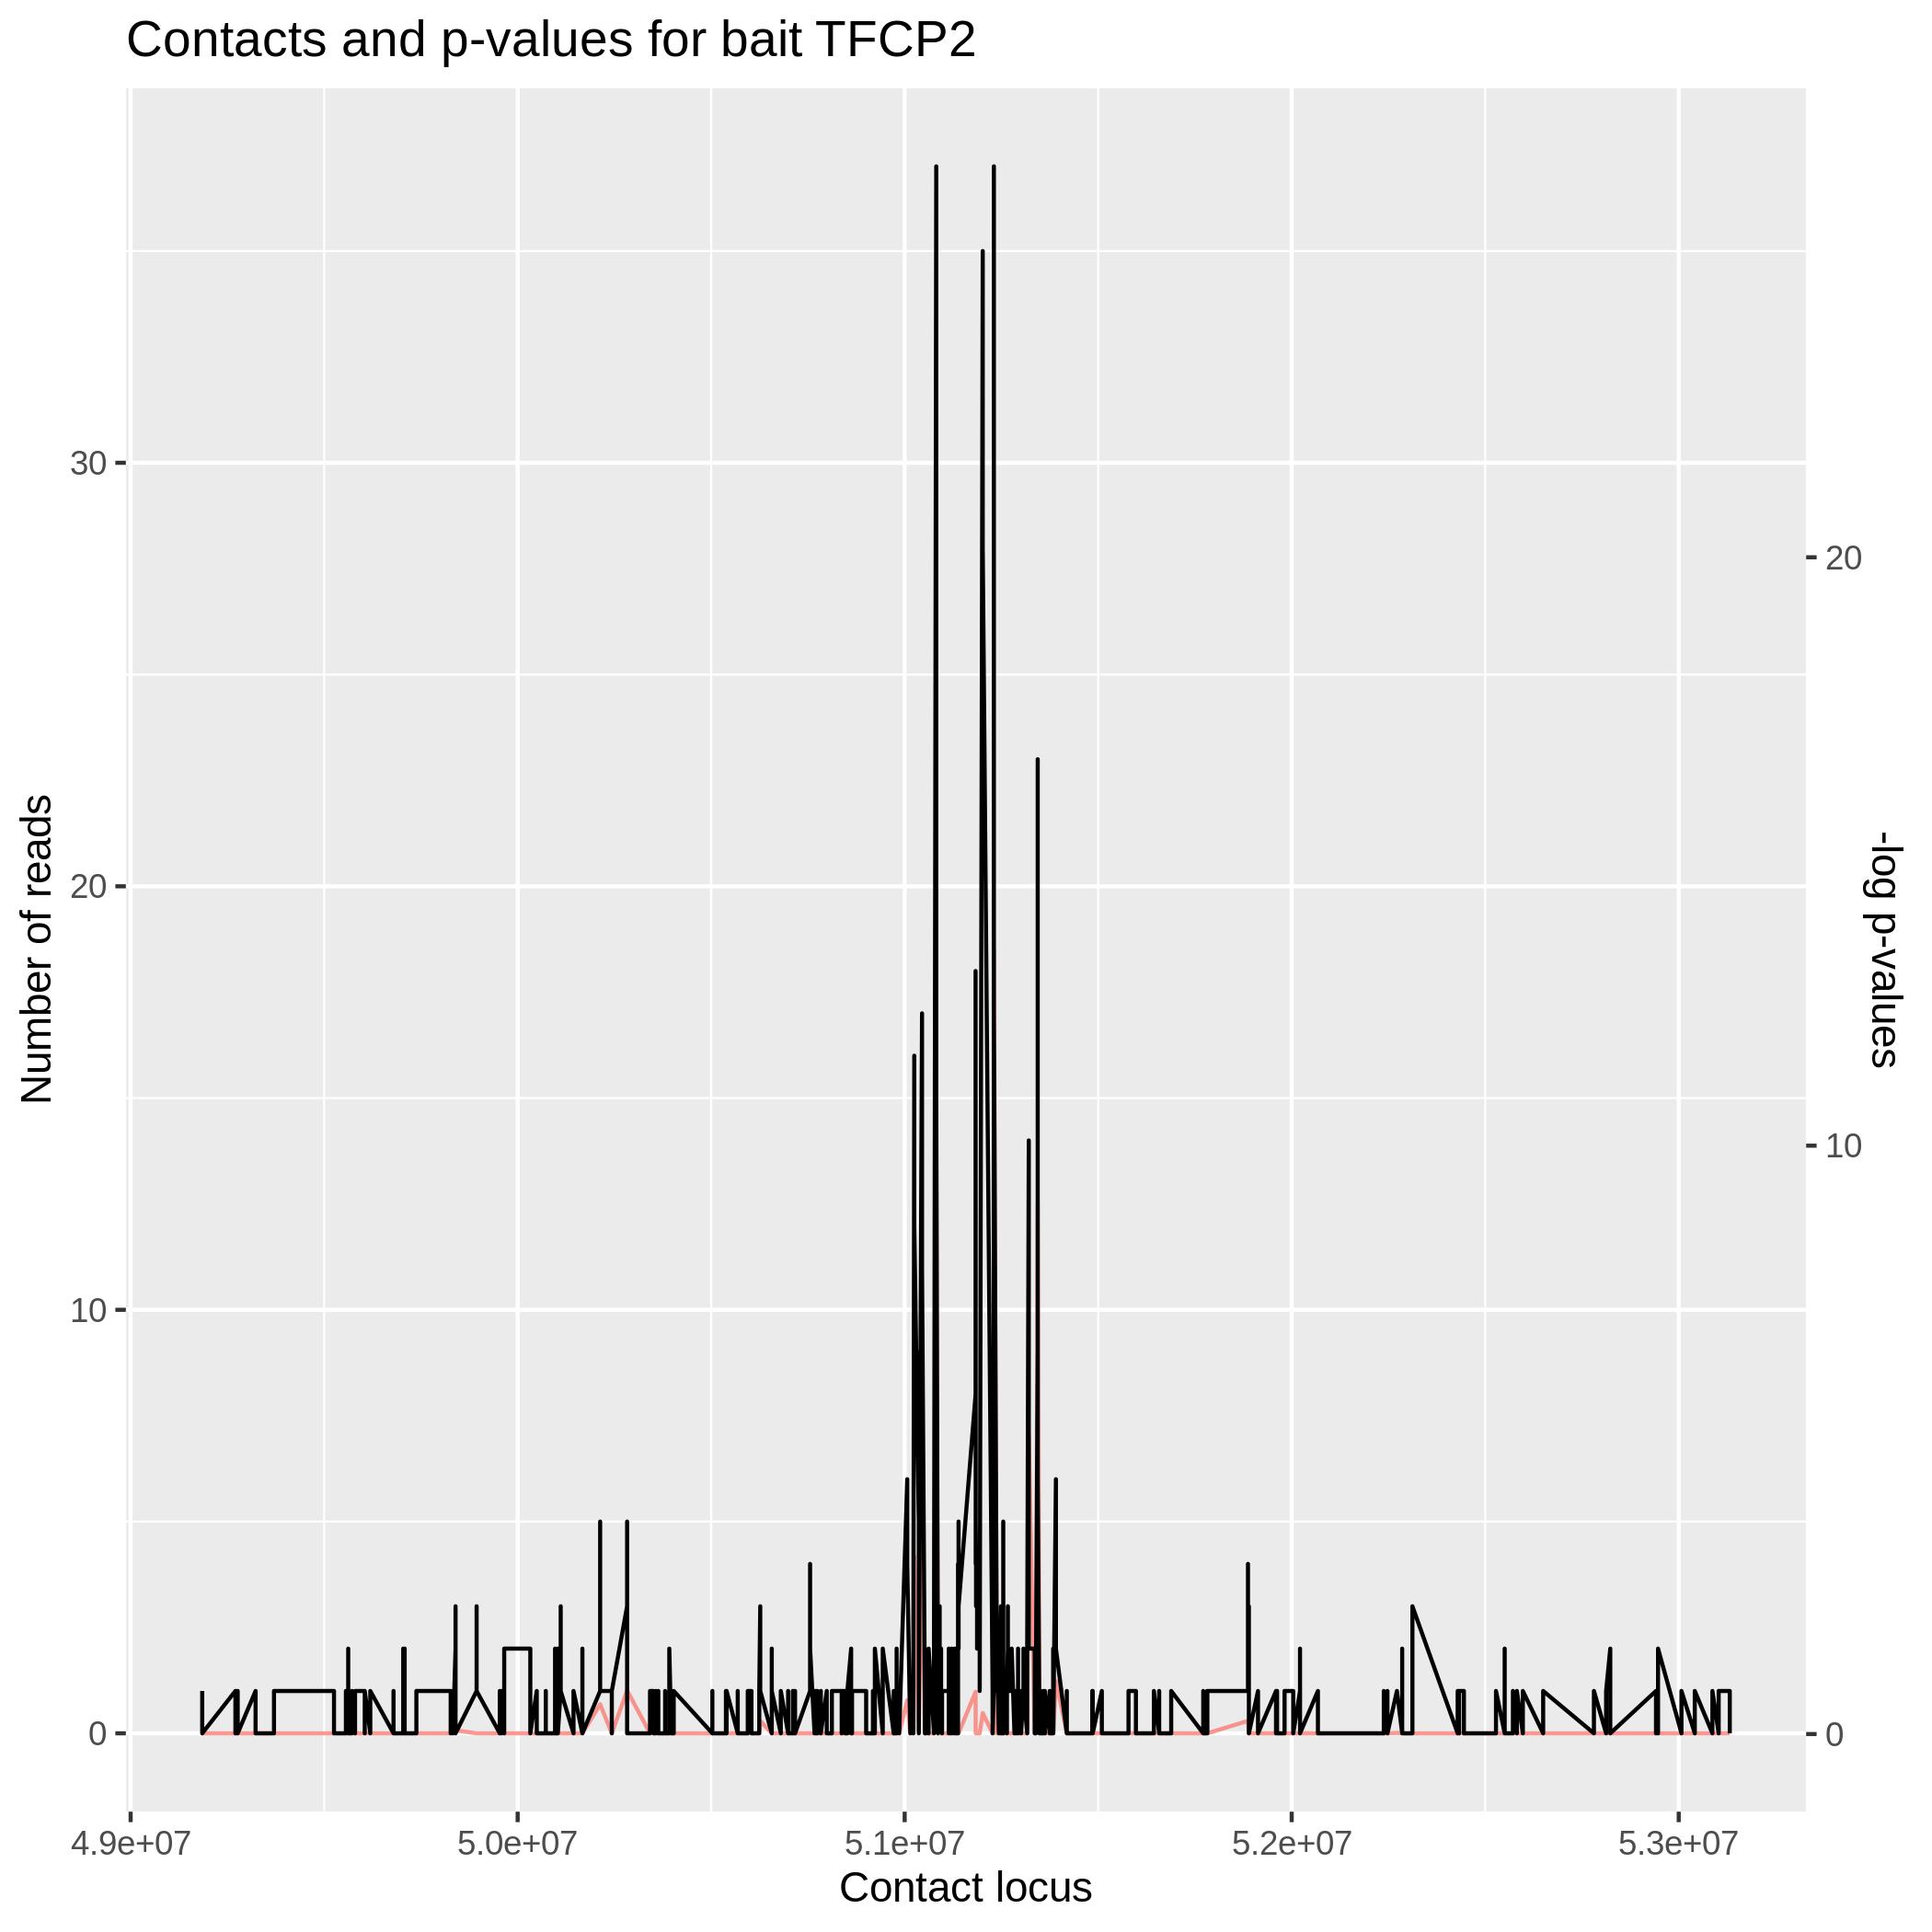 Contacts and p-values for bait TFCP2
Number of reads
30
20
10
0
20
10
0
-log p-values
4.9e+07 5.0e+07 5.1e+07 5.2e+07 5.3e+07
Contact locus